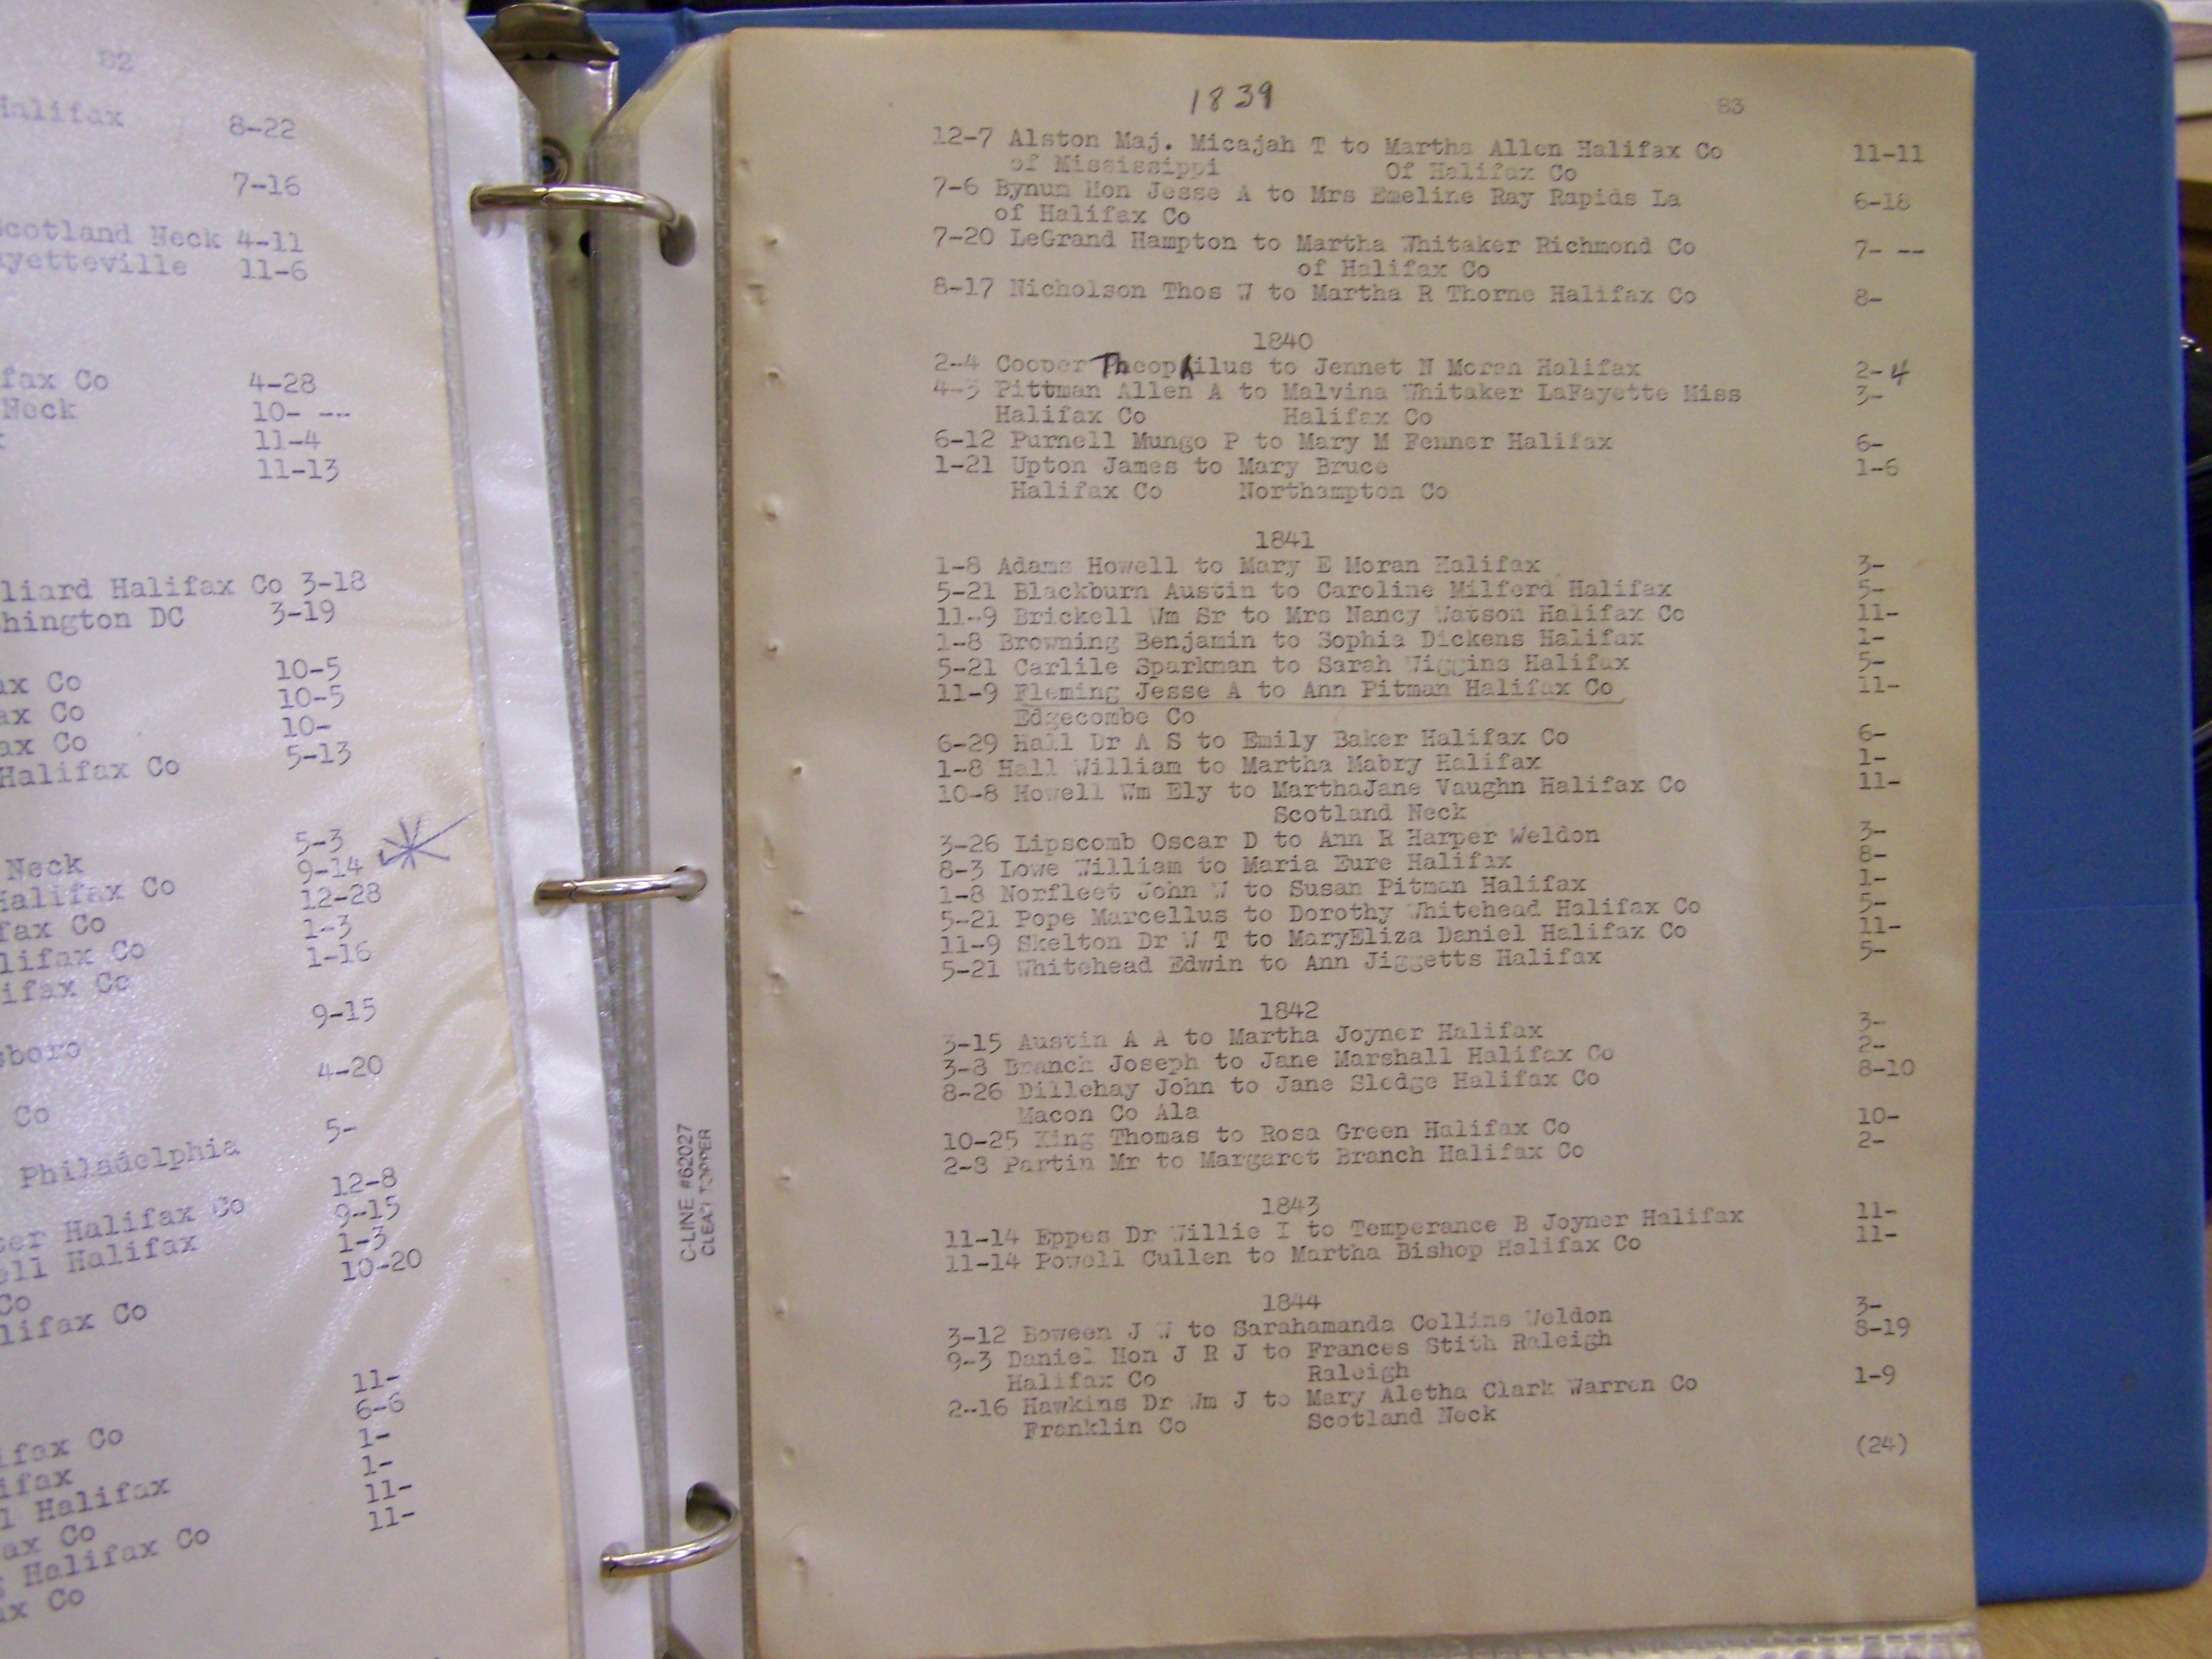 82
Halifax 8-22
7-16
Scotland Neck 4-11
ayetteville 11-6
fax Co 4-28
Neck 10- --
11-4
11-13
lliard Halifax Co 3-18
hington DC 3-19
ax Co 10-5
ax Co 10-5
ax Co 10-
Halifax Co 5-13
5-3
Neck 9-14
Halifax Co 12-28
fax Co 1-3
lifax Co 1-16
ifax Co
9-15
sboro
4-20
Co
5-
Philadelphia
12-8
er Halifax Co 9-15
ell Halifax 1-3
Co 10-20
lifax Co
11-
6-6
ifax Co 1-
ifax 1-
l Halifax 11-
ax Co 11-
Halifax Co
ax Co
C-LINE #62027
CLEAR TOPPER
1839 83
12-7 Alston Maj. Micajah T to Martha Allen Halifax Co 11-11
of Mississippi Of Halifax Co
7-6 Bynum Hon Jesse A to Mrs Emeline Ray Rapids La 6-18
of Halifax Co
7-20 LeGrand Hampton to Martha Whitaker Richmond Co 7- --
of Halifax Co
8-17 Nicholson Thos W to Martha R Thorne Halifax Co 8-
1840
2-4 Cooper Theophilus to Jennet N Moran Halifax 2-4
4-3 Pittman Allen A to Malvina Whitaker LaFayette Miss 3-
Halifax Co Halifax Co
6-12 Purnell Mungo P to Mary M Fenner Halifax 6-
1-21 Upton James to Mary Bruce 1-6
Halifax Co Northampton Co
1841
1-8 Adams Howell to Mary E Moran Halifax 3-
5-21 Blackburn Austin to Caroline Milford Halifax 5-
11-9 Brickell Wm Sr to Mrs Nancy Watson Halifax Co 11-
1-8 Browning Benjamin to Sophia Dickens Halifax 1-
5-21 Carlile Sparkman to Sarah Wiggins Halifax 5-
11-9 Fleming Jesse A to Ann Pitman Halifax Co 11-
Edgecombe Co
6-29 Hall Dr A S to Emily Baker Halifax Co 6-
1-8 Hall William to Martha Mabry Halifax 1-
10-8 Howell Wm Ely to MarthaJane Vaughn Halifax Co 11-
Scotland Neck
3-26 Lipscomb Oscar D to Ann R Harper Weldon 3-
8-3 Lowe William to Maria Eure Halifax 8-
1-8 Norfleet John W to Susan Pitman Halifax 1-
5-21 Pope Marcellus to Dorothy Whitehead Halifax Co 5-
11-9 Skelton Dr W T to MaryEliza Daniel Halifax Co 11-
5-21 Whitehead Edwin to Ann Jiggetts Halifax 5-
1842
3-15 Austin A A to Martha Joyner Halifax 3-
3-8 Branch Joseph to Jane Marshall Halifax Co 2-
8-26 Dillehay John to Jane Sledge Halifax Co 8-10
Macon Co Ala
10-25 King Thomas to Rosa Green Halifax Co 10-
2-8 Partin Mr to Margaret Branch Halifax Co 2-
1843
11-14 Eppes Dr Willie I to Temperance B Joyner Halifax 11-
11-14 Powell Cullen to Martha Bishop Halifax Co 11-
1844
3-12 Boween J W to Sarahamanda Collins Weldon 3-
9-3 Daniel Hon J R J to Frances Stith Raleigh 8-19
Halifax Co Raleigh
2-16 Hawkins Dr Wm J to Mary Aletha Clark Warren Co 1-9
Franklin Co Scotland Neck
(24)